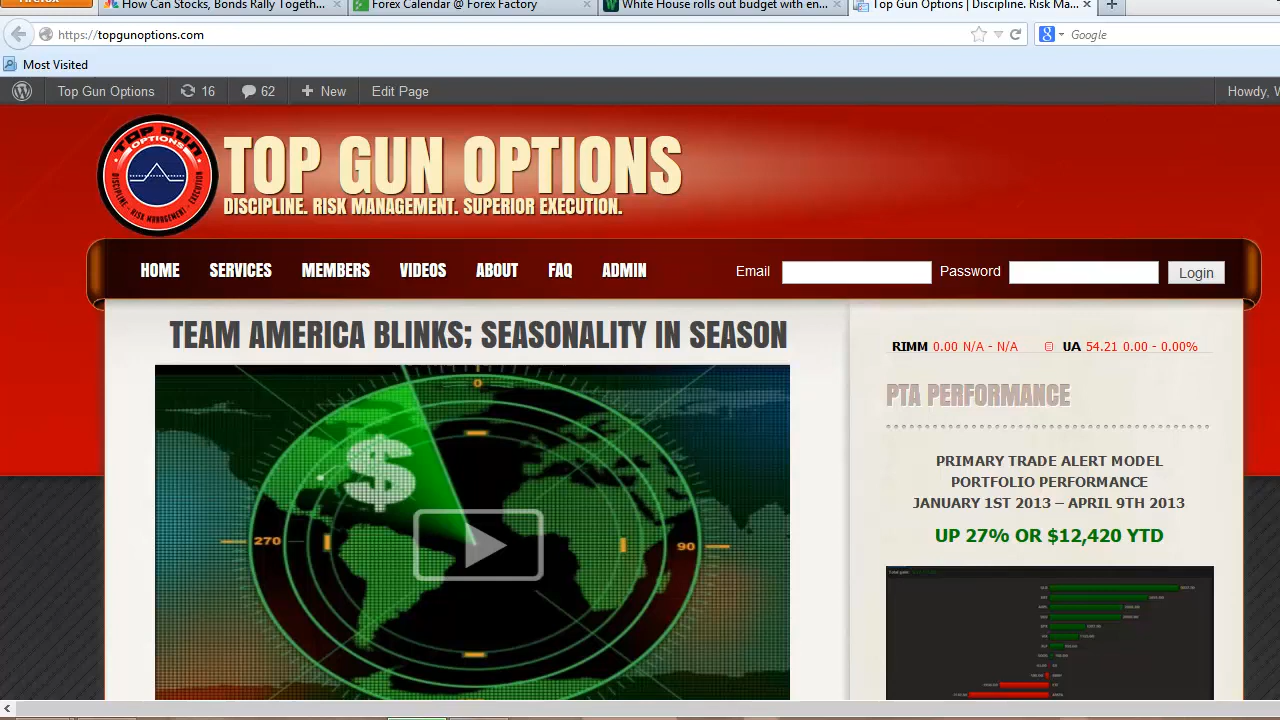 How Can Stocks, Bonds Rally Togeth...
Forex Calendar @ Forex Factory
White House rolls out budget with en...
Top Gun Options | Discipline. Risk Ma...
https://topgunoptions.com
Google
Most Visited
Top Gun Options
16
62
New
Edit Page
Howdy,
TOP GUN OPTIONS
DISCIPLINE - RISK MANAGEMENT - EXECUTION
TOP GUN OPTIONS
DISCIPLINE. RISK MANAGEMENT. SUPERIOR EXECUTION.
HOME SERVICES MEMBERS VIDEOS ABOUT FAQ ADMIN
Email
Password
Login
TEAM AMERICA BLINKS; SEASONALITY IN SEASON
0
$
270
90
RIMM 0.00 N/A - N/A UA 54.21 0.00 - 0.00%
PTA PERFORMANCE
PRIMARY TRADE ALERT MODEL
PORTFOLIO PERFORMANCE
JANUARY 1ST 2013 – APRIL 9TH 2013
UP 27% OR $12,420 YTD